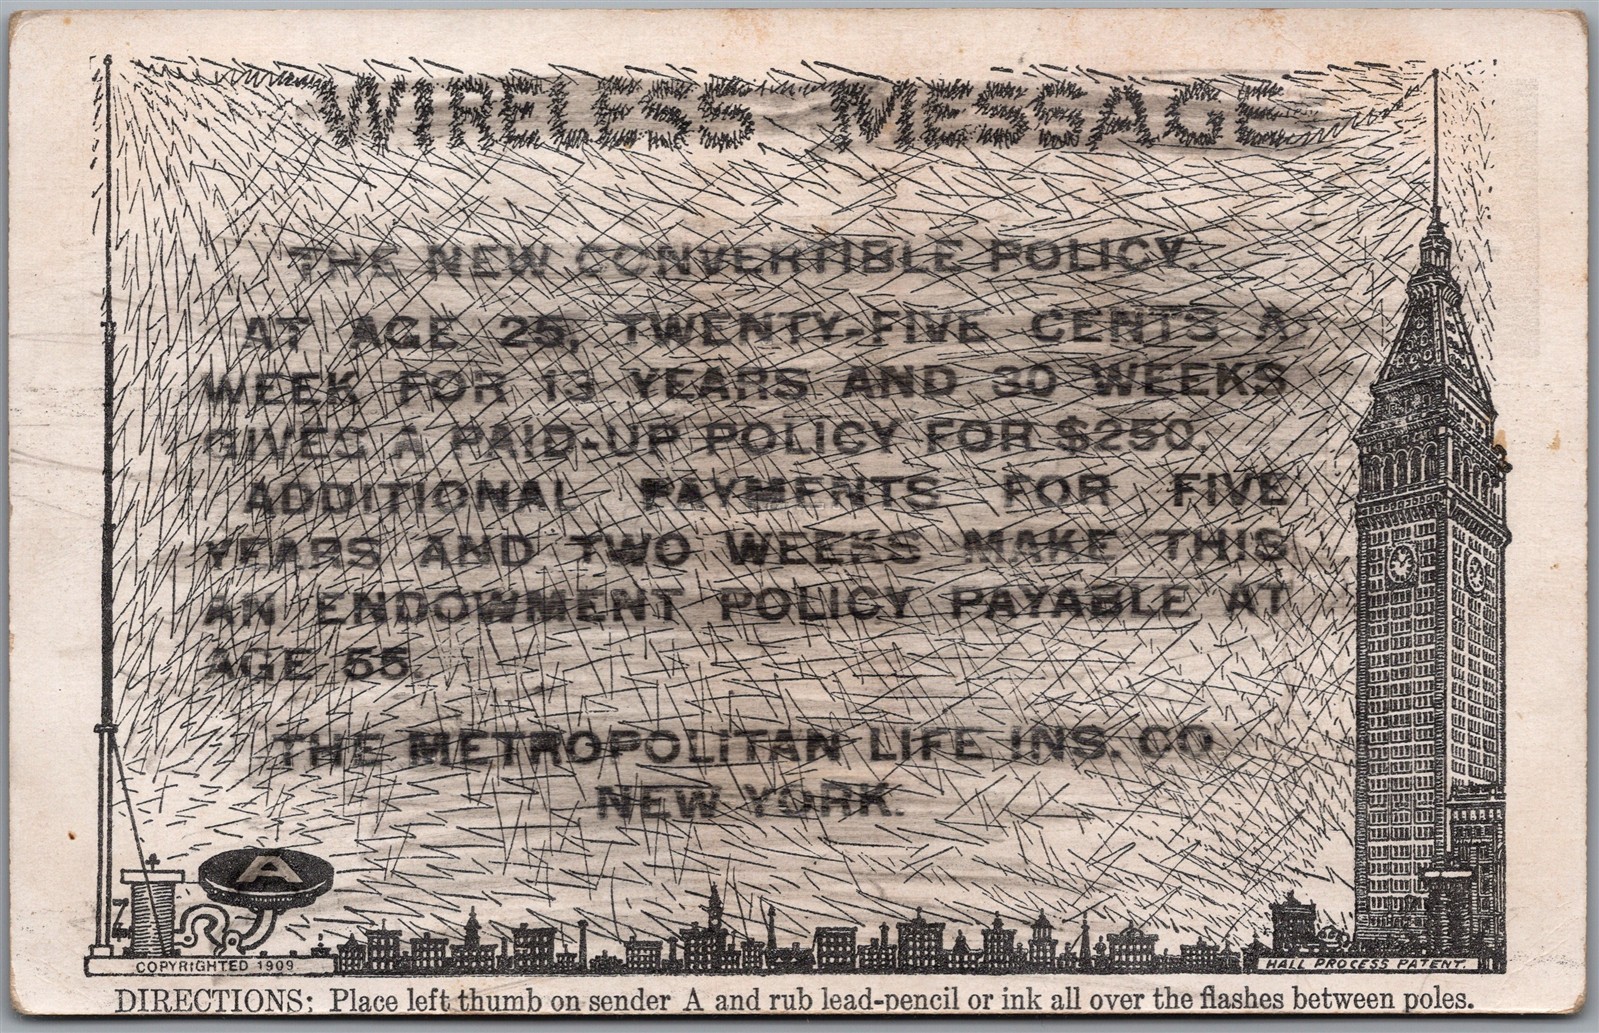 WIRELESS MESSAGE
THE NEW CONVERTIBLE POLICY.
AT AGE 25, TWENTY-FIVE CENTS A
WEEK FOR 13 YEARS AND 30 WEEKS
GIVES A PAID-UP POLICY FOR $250.
ADDITIONAL PAYMENTS FOR FIVE
YEARS AND TWO WEEKS MAKE THIS
AN ENDOWMENT POLICY PAYABLE AT
AGE 55.
THE METROPOLITAN LIFE INS. CO.
NEW YORK.
A
COPYRIGHTED 1909
HALL PROCESS PATENT.
DIRECTIONS: Place left thumb on sender A and rub lead-pencil or ink all over the flashes between poles.